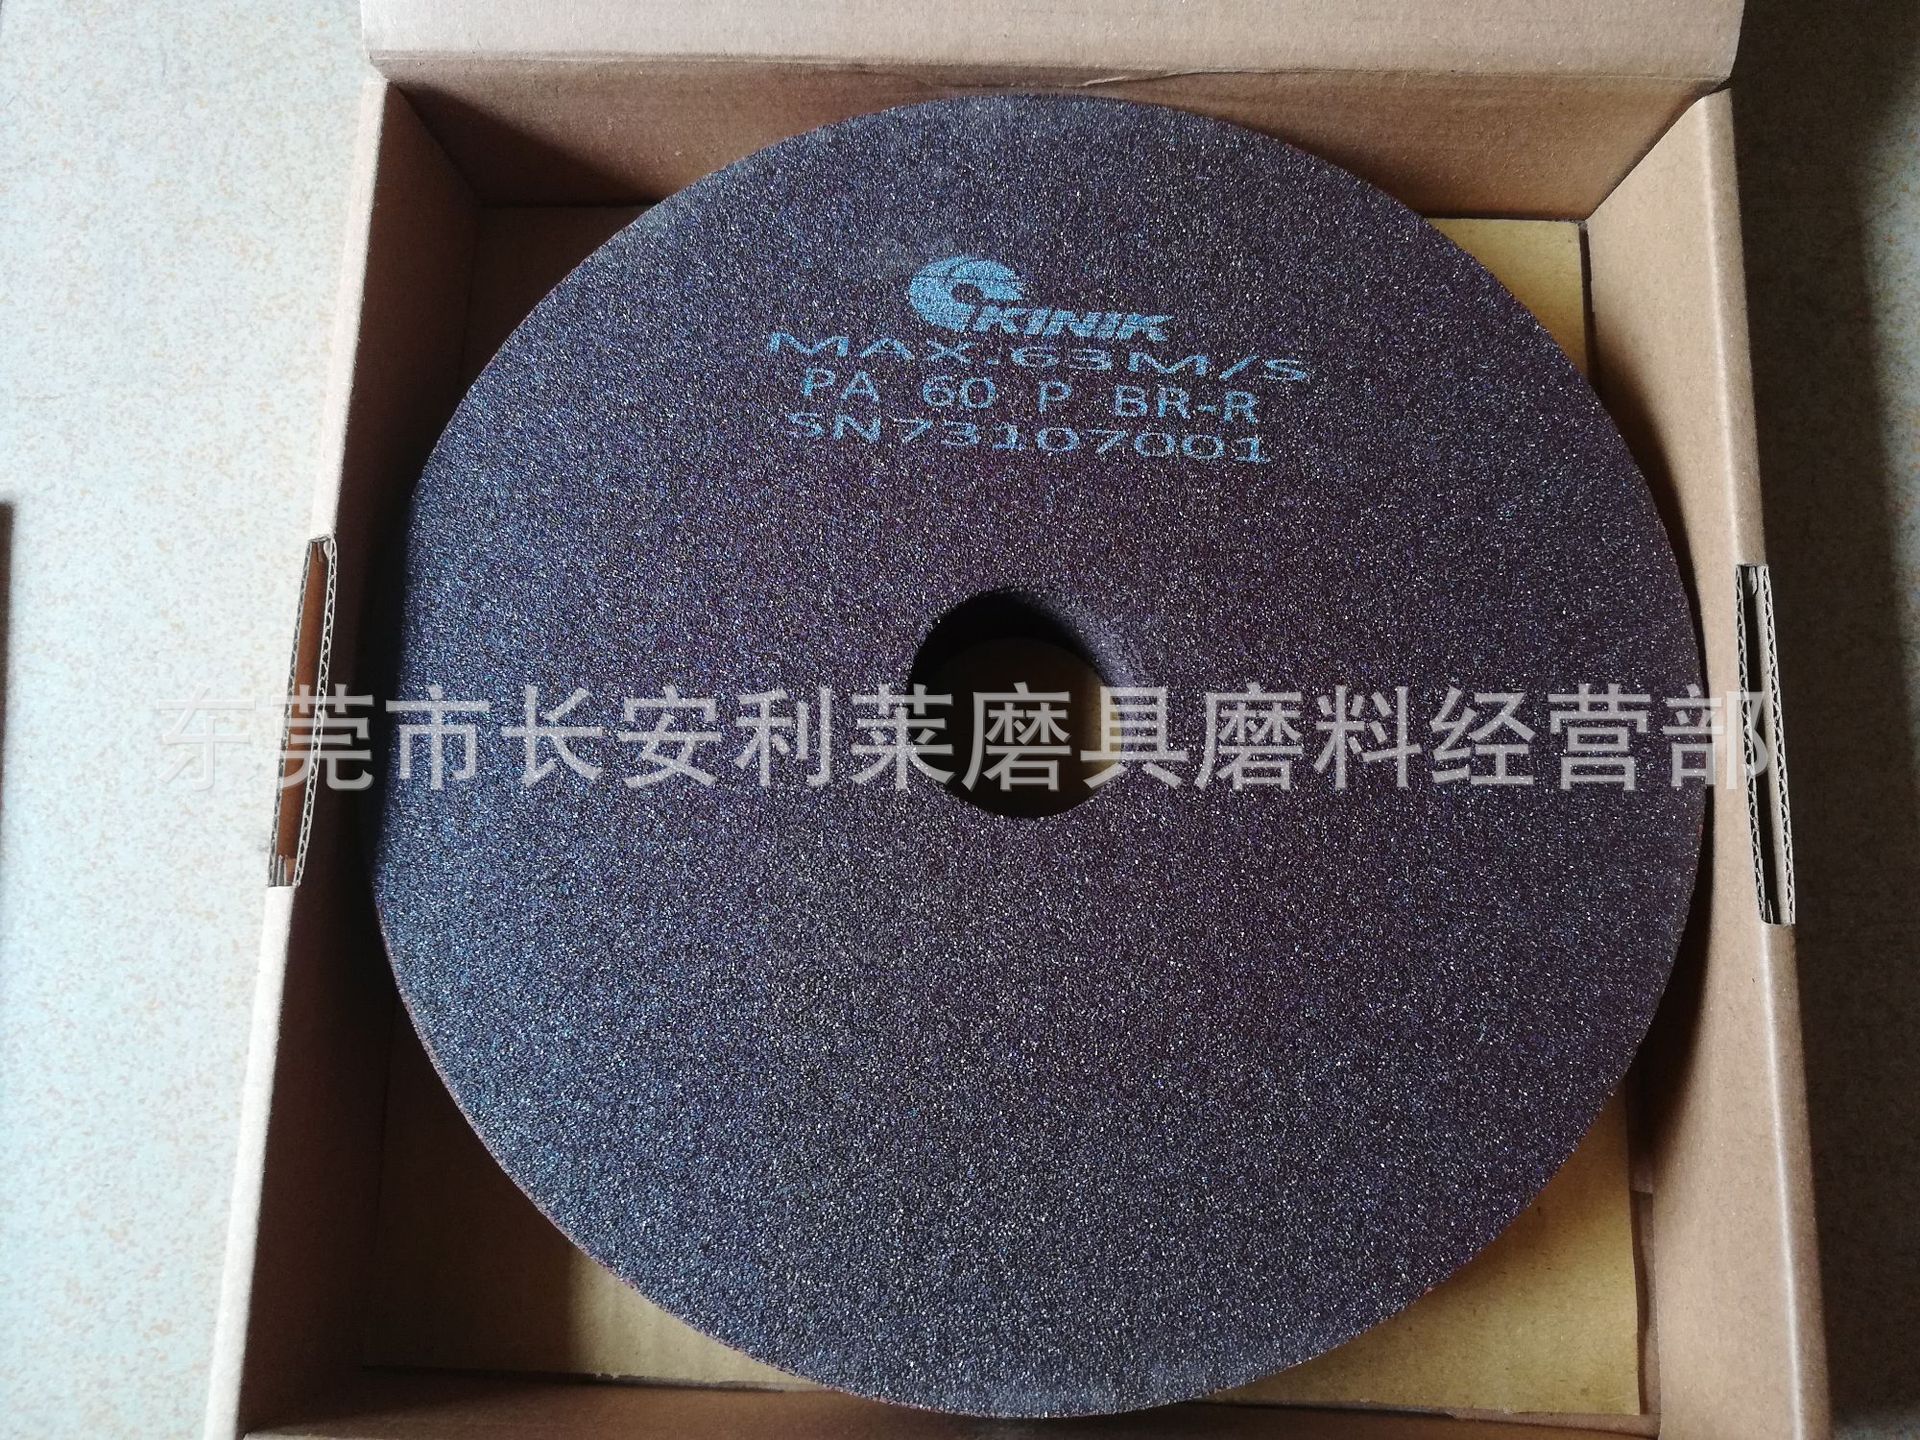 KINIK
MAX.63M/S
PA 60 P BR-R
SN73107001
东莞市长安利莱磨具磨料经营部